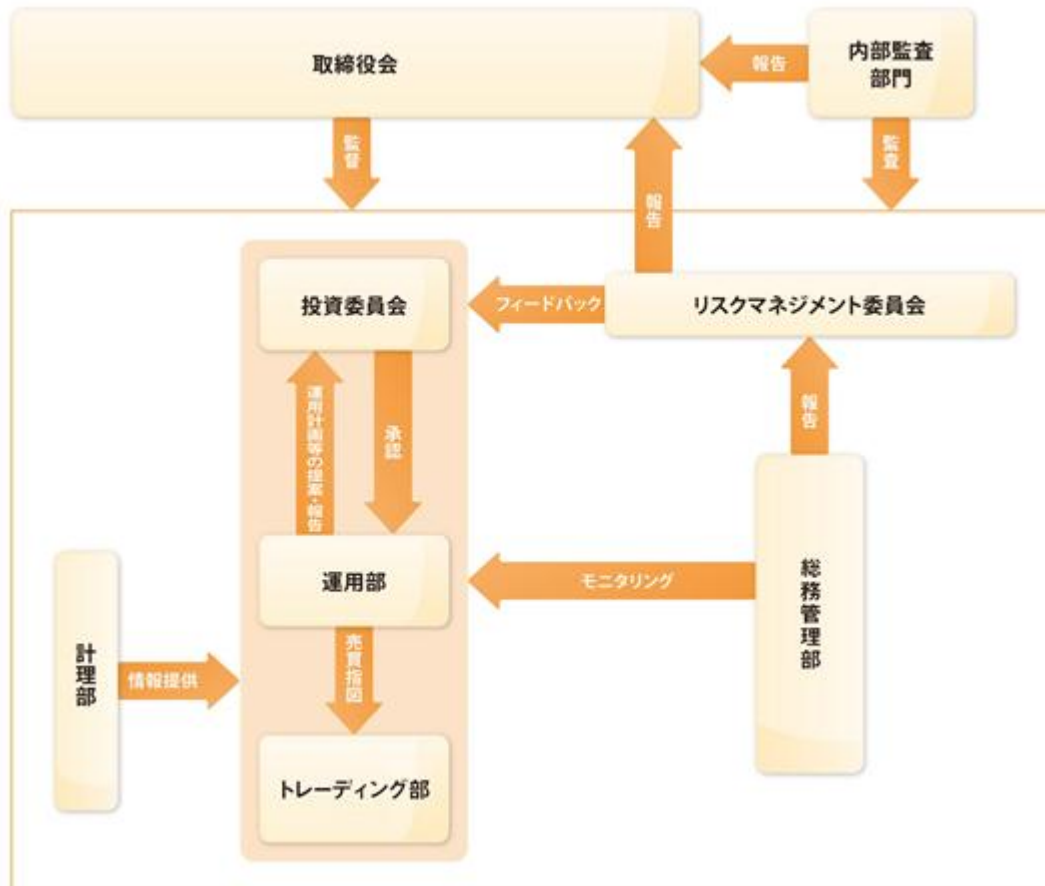 取締役会
報告
内部監査
部門
監督
報告
監査
投資委員会
フィードバック
リスクマネジメント委員会
運用計画等の提案・報告
承認
報告
運用部
モニタリング
総務管理部
計理部
情報提供
売買指図
トレーディング部